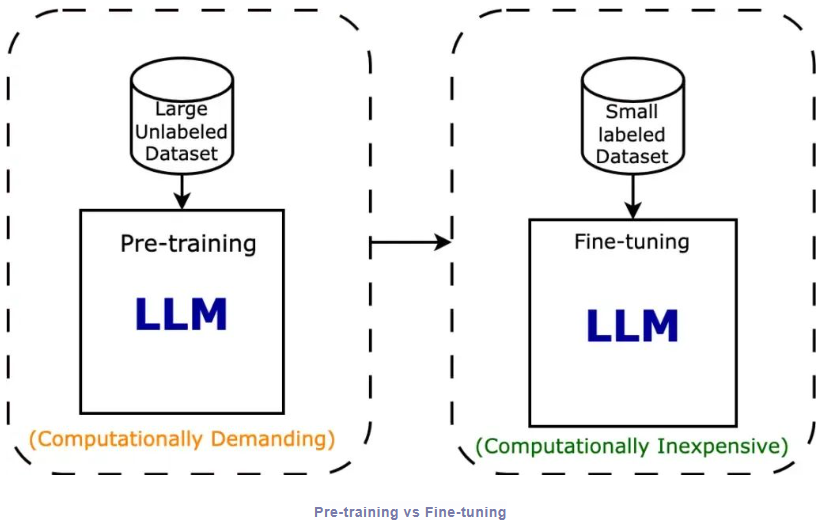 Large
Unlabeled
Dataset
Pre-training
LLM
(Computationally Demanding)
Small
labeled
Dataset
Fine-tuning
LLM
(Computationally Inexpensive)
Pre-training vs Fine-tuning